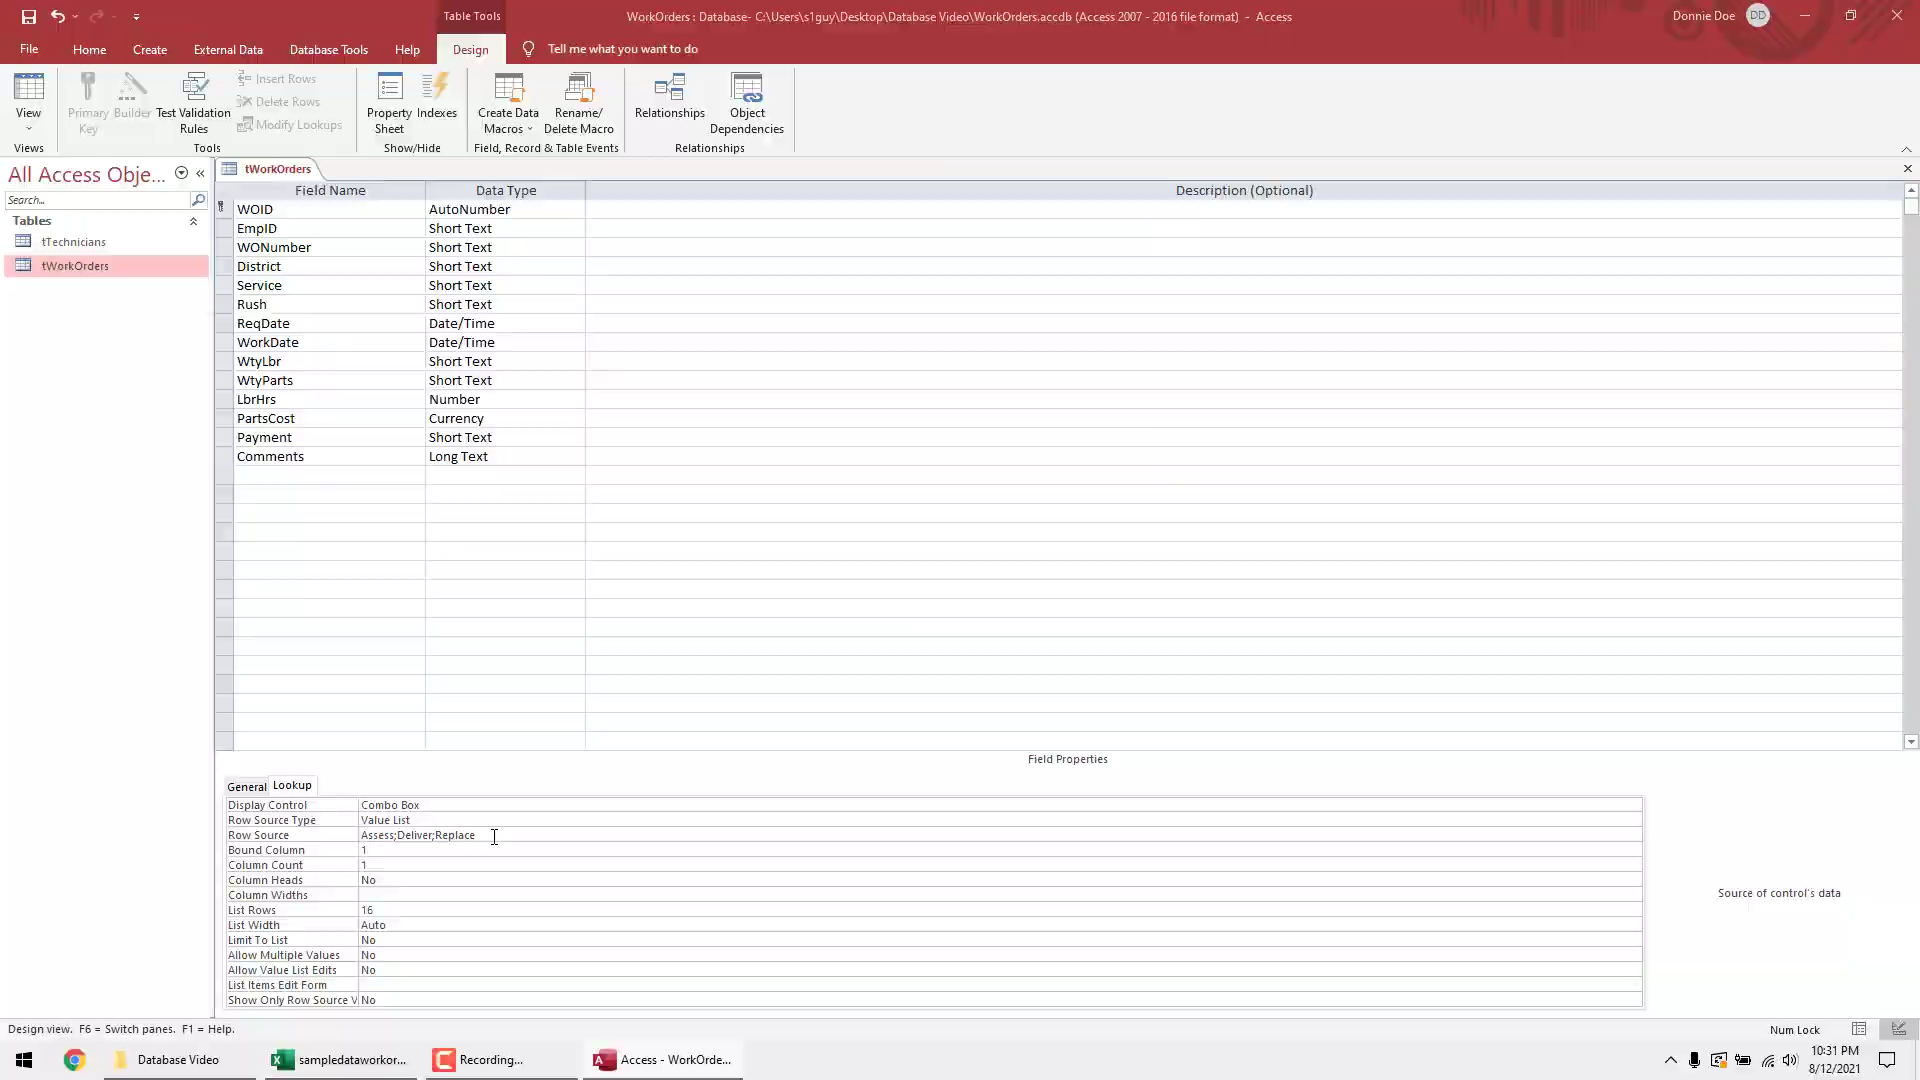 Table Tools
WorkOrders : Database- C:\Users\s1guy\Desktop\Database Video\WorkOrders.accdb (Access 2007 - 2016 file format) - Access
Donnie Doe DD
File Home Create External Data Database Tools Help Design Tell me what you want to do
View
Primary Key
Builder
Test Validation Rules
Insert Rows
Delete Rows
Modify Lookups
Property Sheet
Indexes
Create Data Macros
Rename/ Delete Macro
Relationships
Object Dependencies
Views Tools Show/Hide Field, Record & Table Events Relationships
All Access Obje...
Search...
Tables
tTechnicians
tWorkOrders
tWorkOrders
Field Name Data Type Description (Optional)
WOID AutoNumber
EmpID Short Text
WONumber Short Text
District Short Text
Service Short Text
Rush Short Text
ReqDate Date/Time
WorkDate Date/Time
WtyLbr Short Text
WtyParts Short Text
LbrHrs Number
PartsCost Currency
Payment Short Text
Comments Long Text
Field Properties
General Lookup
Display Control Combo Box
Row Source Type Value List
Row Source Assess;Deliver;Replace
Bound Column 1
Column Count 1
Column Heads No
Column Widths
List Rows 16
List Width Auto
Limit To List No
Allow Multiple Values No
Allow Value List Edits No
List Items Edit Form
Show Only Row Source V No
Source of control's data
Design view. F6 = Switch panes. F1 = Help.
Num Lock
Database Video
sampledataworkor...
Recording...
Access - WorkOrde...
10:31 PM
8/12/2021